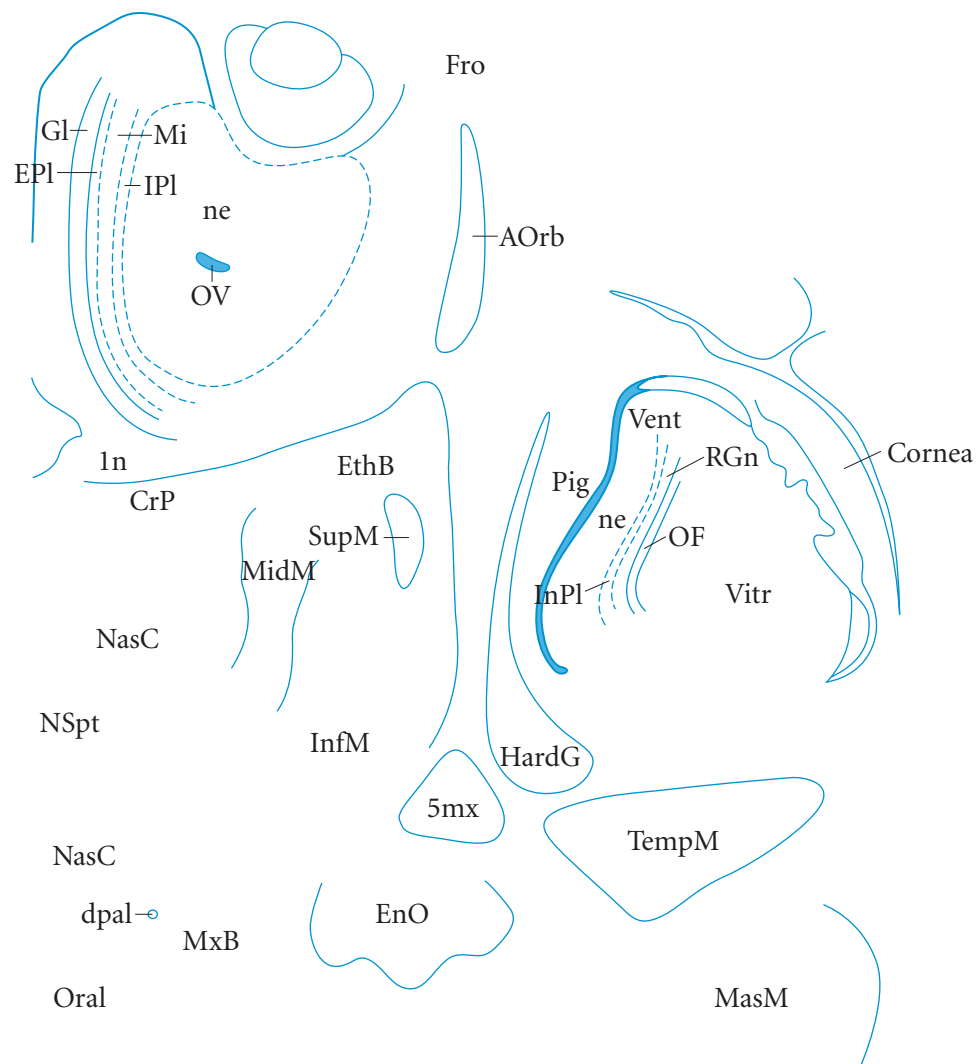 Fro
Gl
Mi
EPl
IPl
ne
AOrb
OV
Vent
1n
EthB
RGn
Cornea
CrP
Pig
ne
SupM
OF
MidM
InPl
Vitr
NasC
NSpt
InfM
HardG
5mx
TempM
NasC
dpal
EnO
MxB
Oral
MasM